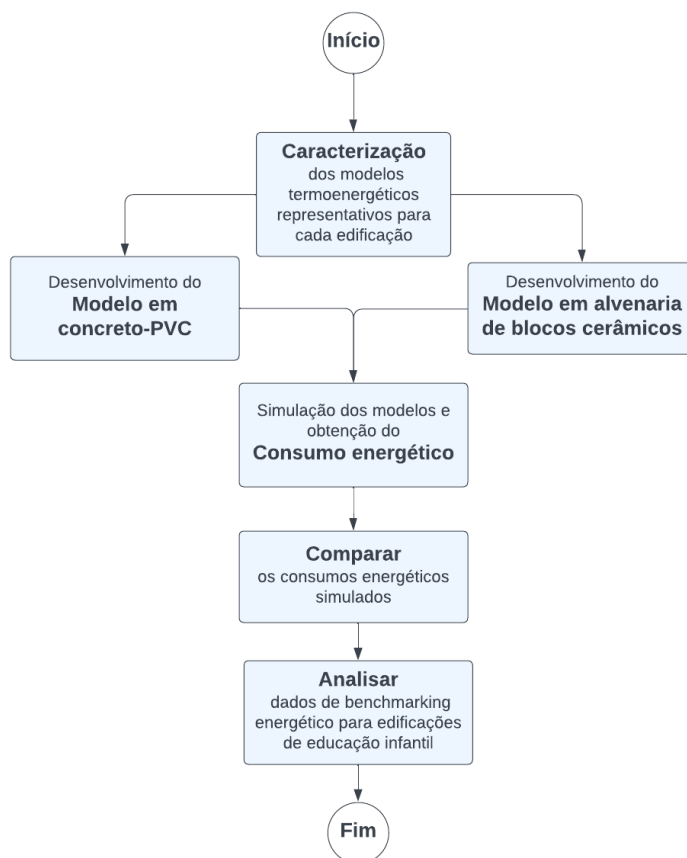 Início
Caracterização
dos modelos
termoenergéticos
representativos para
cada edificação
Desenvolvimento do
Modelo em
concreto-PVC
Desenvolvimento do
Modelo em alvenaria
de blocos cerâmicos
Simulação dos modelos e
obtenção do
Consumo energético
Comparar
os consumos energéticos
simulados
Analisar
dados de benchmarking
energético para edificações
de educação infantil
Fim